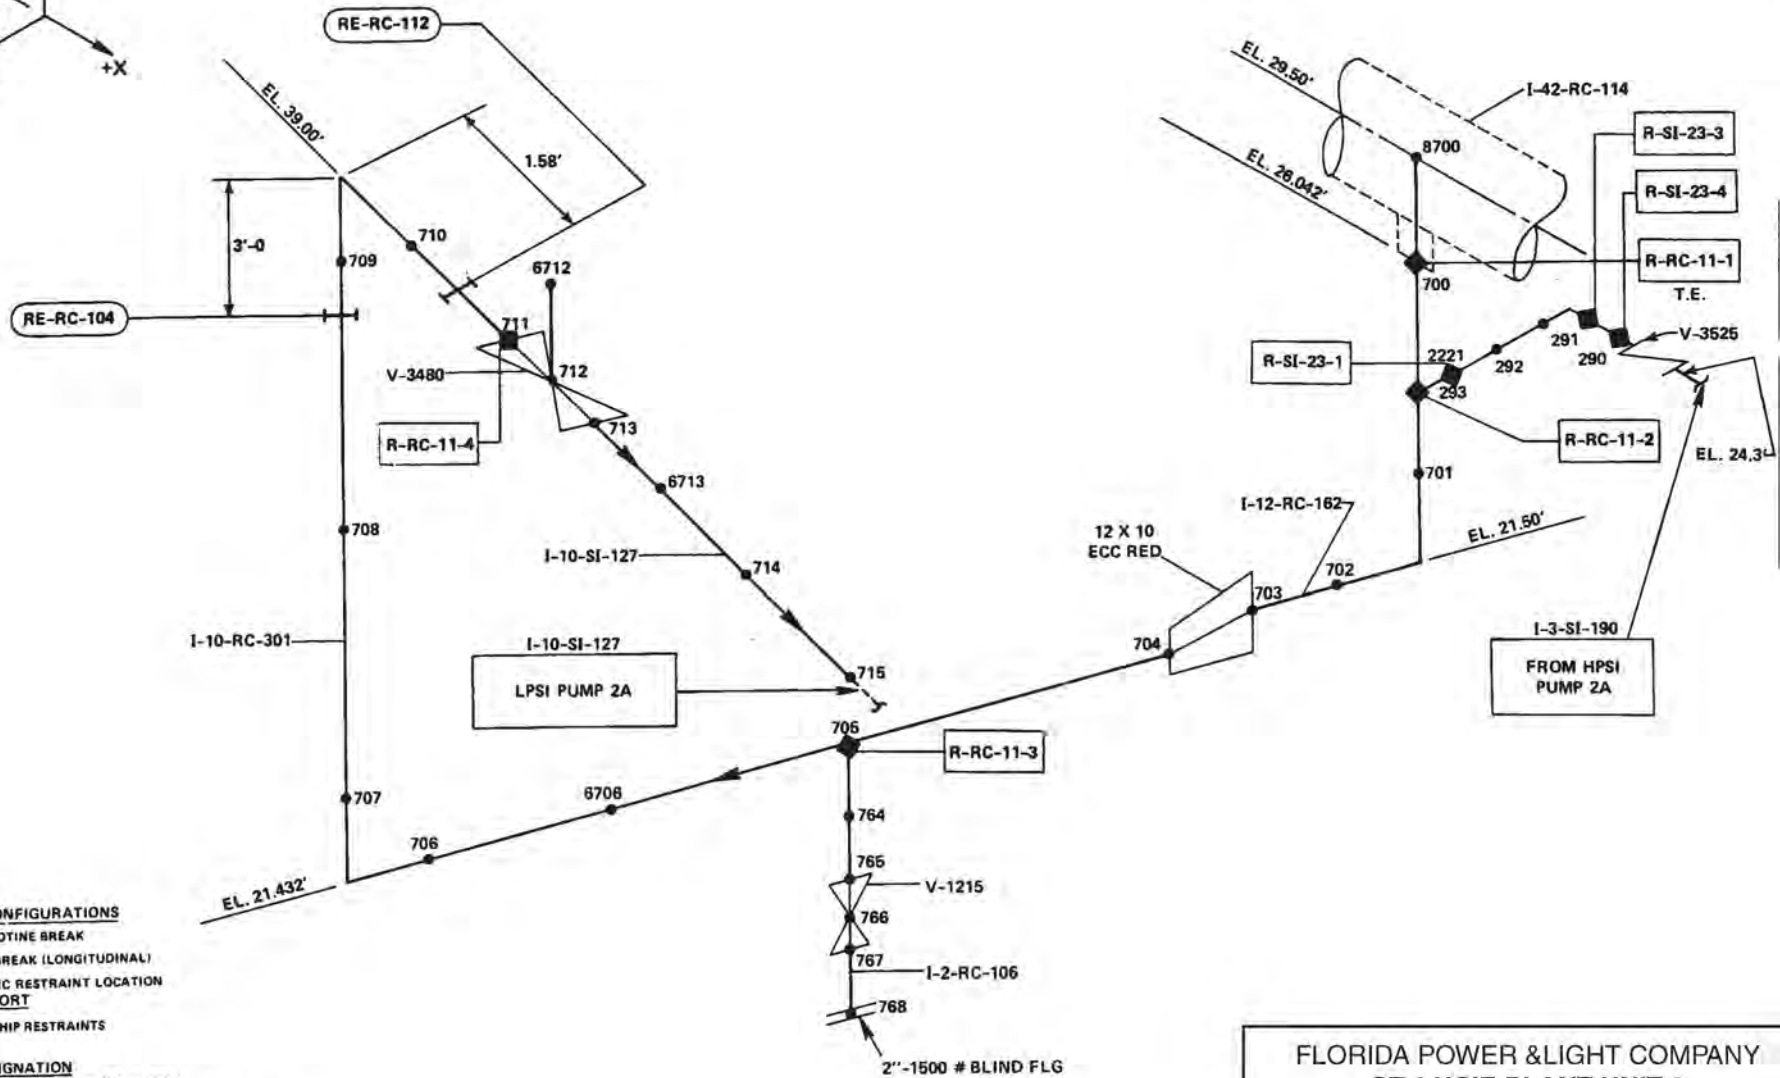 +X
RE-RC-112
EL. 39.00'
1.58'
3'-0
710
709
RE-RC-104
6712
711
712
V-3480
713
R-RC-11-4
6713
708
I-10-SI-127
714
I-10-RC-301
I-10-SI-127
LPSI PUMP 2A
715
705
R-RC-11-3
707
6706
706
EL. 21.432'
764
765
V-1215
766
767
I-2-RC-106
768
2"-1500 # BLIND FLG
EL. 29.50'
I-42-RC-114
R-SI-23-3
8700
EL. 26.042'
R-SI-23-4
R-RC-11-1
T.E.
700
V-3525
291
290
R-SI-23-1
2221
292
293
R-RC-11-2
EL. 24.3
701
I-12-RC-162
12 X 10
ECC RED
EL. 21.50'
702
703
704
I-3-SI-190
FROM HPSI
PUMP 2A
ONFIGURATIONS
OTINE BREAK
BREAK (LONGITUDINAL)
IC RESTRAINT LOCATION
ORT
HIP RESTRAINTS
IGNATION
FLORIDA POWER &LIGHT COMPANY